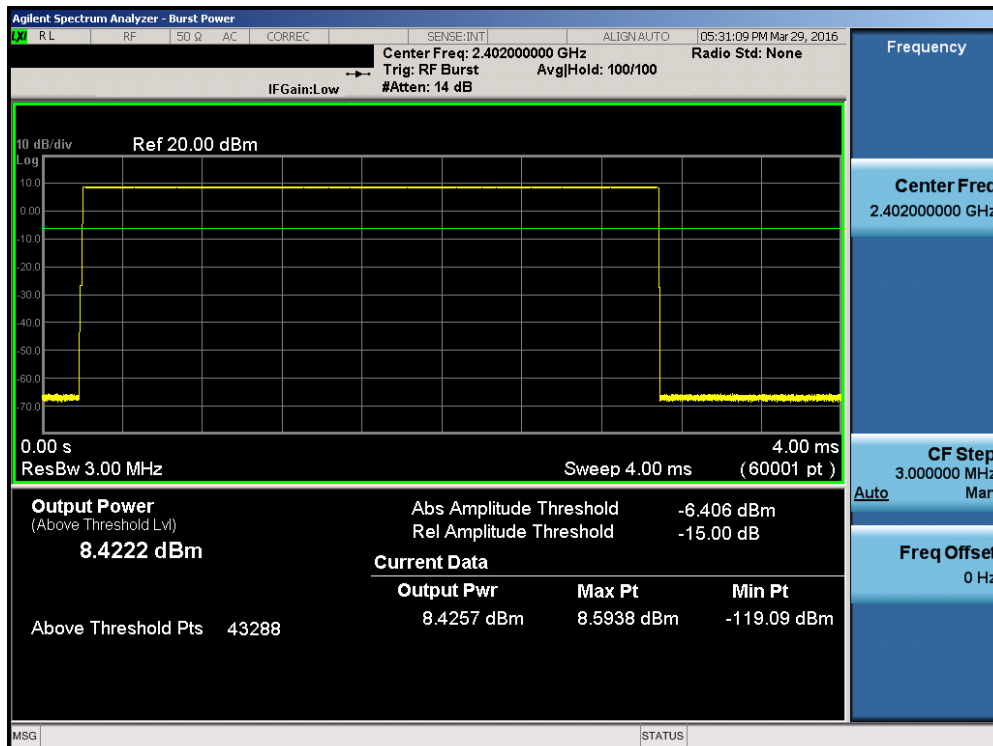 Agilent Spectrum Analyzer - Burst Power
LXI RL RF 50 Ω AC CORREC SENSE:INT ALIGNAUTO 05:31:09 PM Mar 29, 2016
Center Freq: 2.402000000 GHz Radio Std: None
Trig: RF Burst Avg|Hold: 100/100
IFGain:Low #Atten: 14 dB
10 dB/div Ref 20.00 dBm
Log
10.0
0.00
-10.0
-20.0
-30.0
-40.0
-50.0
-60.0
-70.0
0.00 s 4.00 ms
ResBw 3.00 MHz Sweep 4.00 ms (60001 pt )
Output Power
(Above Threshold Lvl)
8.4222 dBm
Above Threshold Pts 43288
Abs Amplitude Threshold -6.406 dBm
Rel Amplitude Threshold -15.00 dB
Current Data
Output Pwr Max Pt Min Pt
8.4257 dBm 8.5938 dBm -119.09 dBm
MSG STATUS
Frequency
Center Freq
2.402000000 GHz
CF Step
3.000000 MHz
Auto Man
Freq Offset
0 Hz